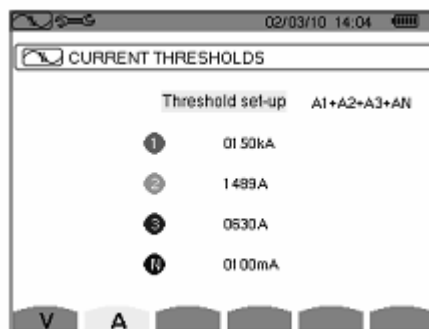 02/03/10 14:04
CURRENT THRESHOLDS
Threshold set-up A1+A2+A3+AN
1 0150kA
2 1499A
3 0630A
N 0100mA
V A